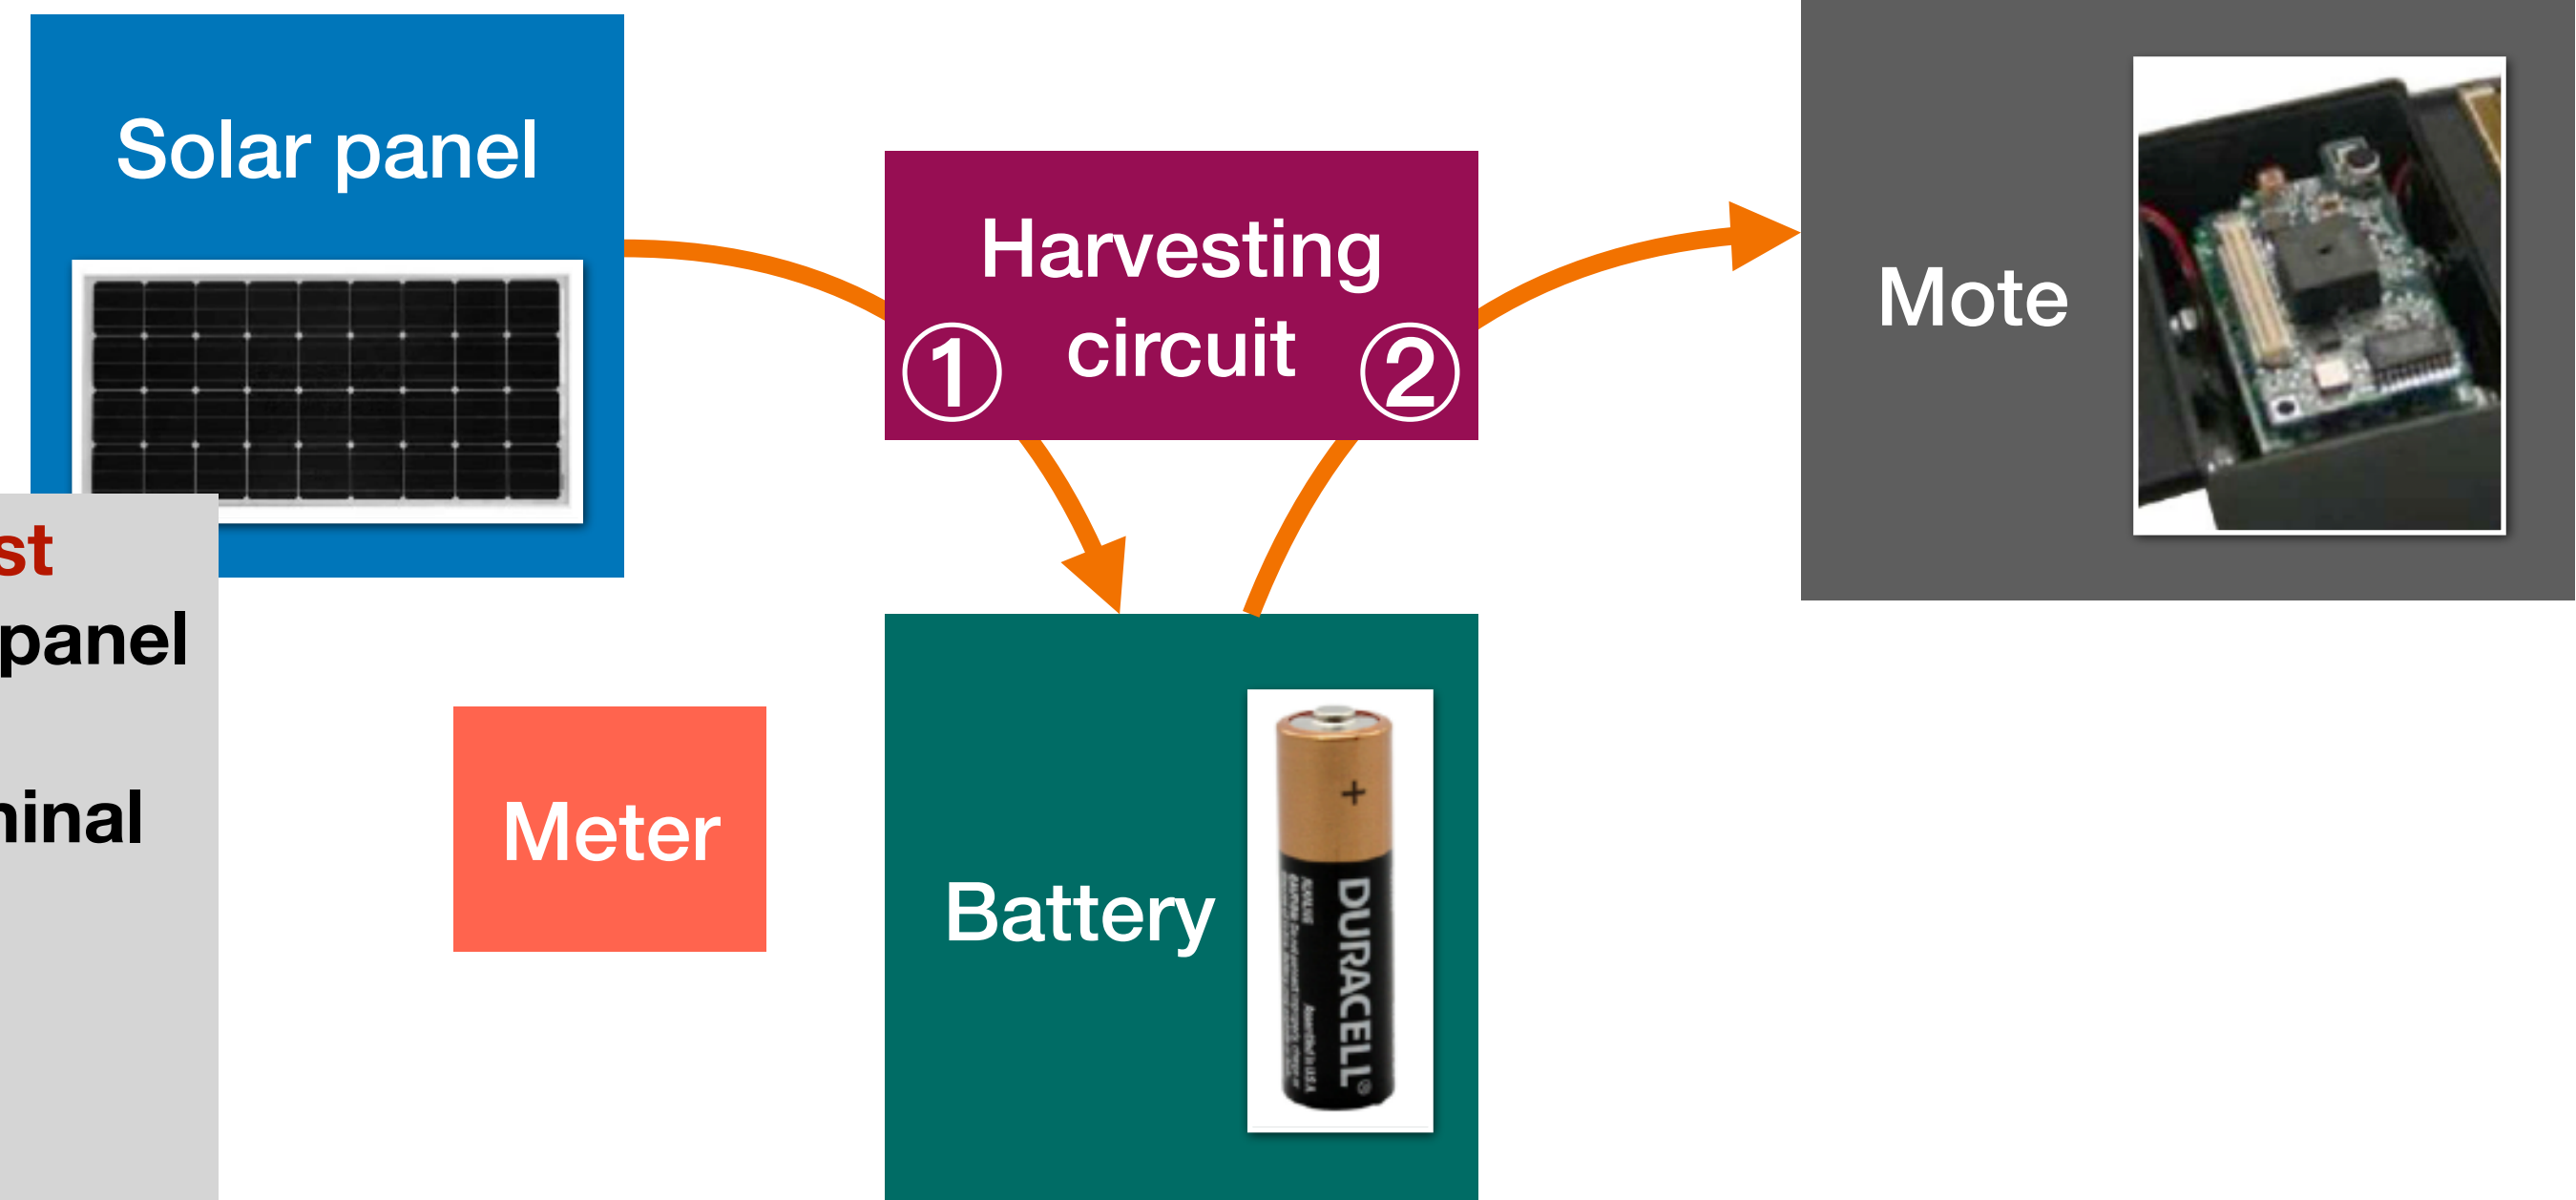 Solar panel
Harvesting
circuit
①
②
Mote
st
panel
ninal
Meter
Battery
+
DURACELL®